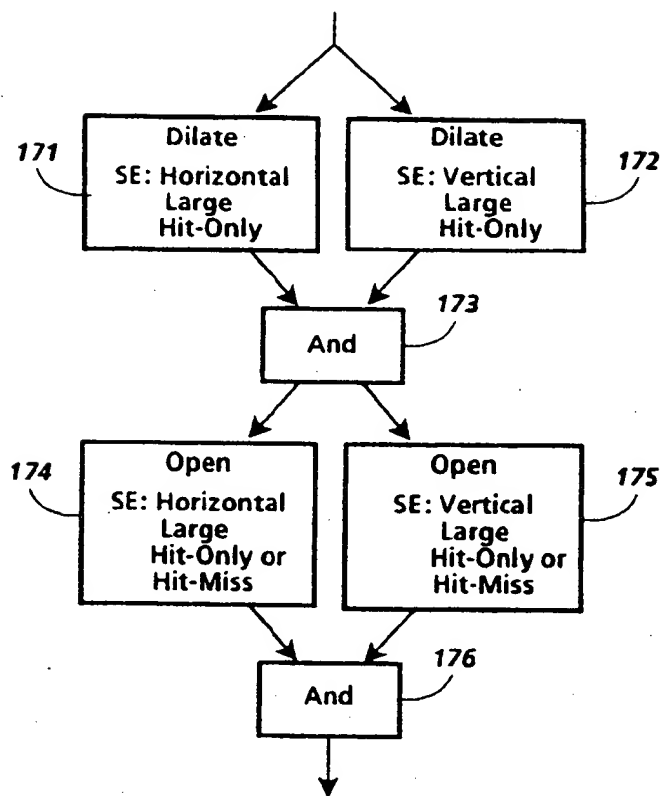 171
Dilate
SE: Horizontal
Large
Hit-Only
Dilate
SE: Vertical
Large
Hit-Only
172
And
173
174
Open
SE: Horizontal
Large
Hit-Only or
Hit-Miss
Open
SE: Vertical
Large
Hit-Only or
Hit-Miss
175
And
176